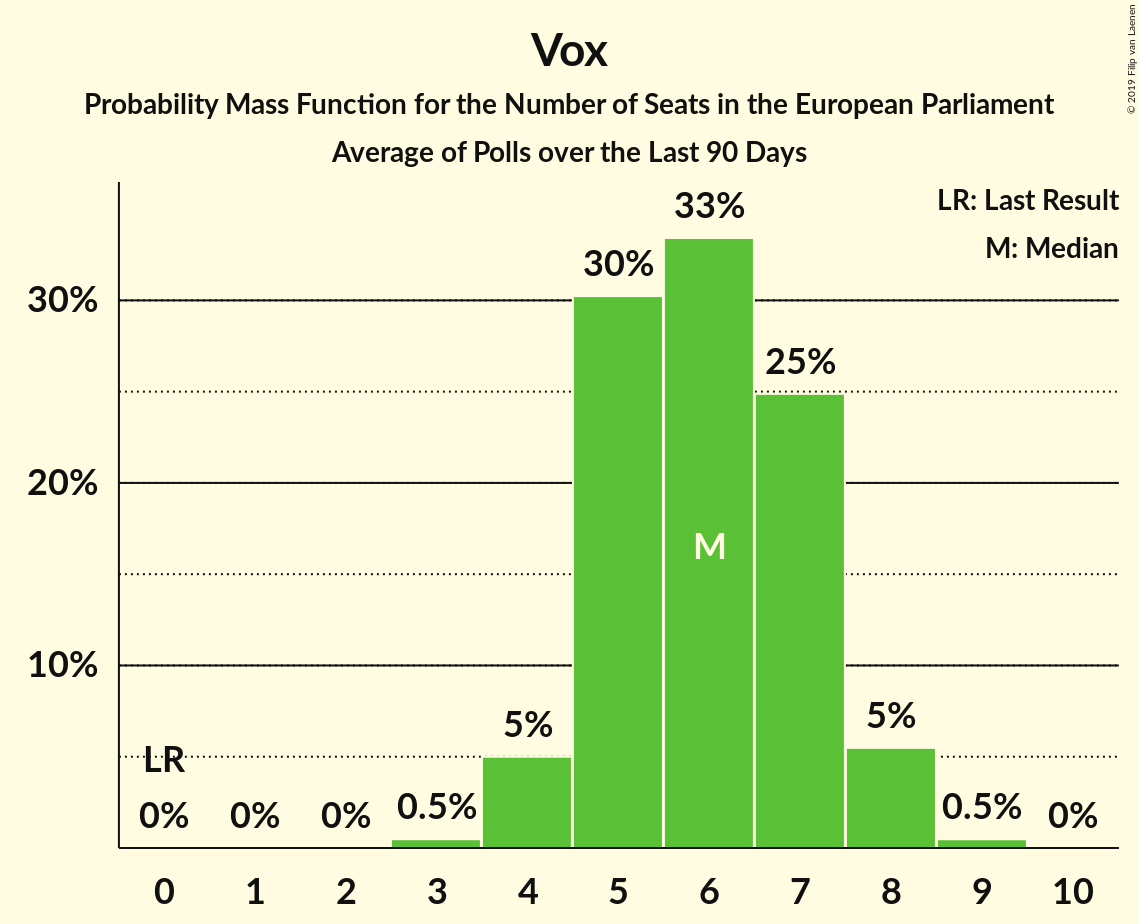 Vox
Probability Mass Function for the Number of Seats in the European Parliament
Average of Polls over the Last 90 Days
© 2019 Filip van Laenen
LR: Last Result
M: Median
33%
30%
30%
25%
20%
M
10%
5%
5%
LR
0%
0%
0%
0.5%
0.5%
0%
0 1 2 3 4 5 6 7 8 9 10